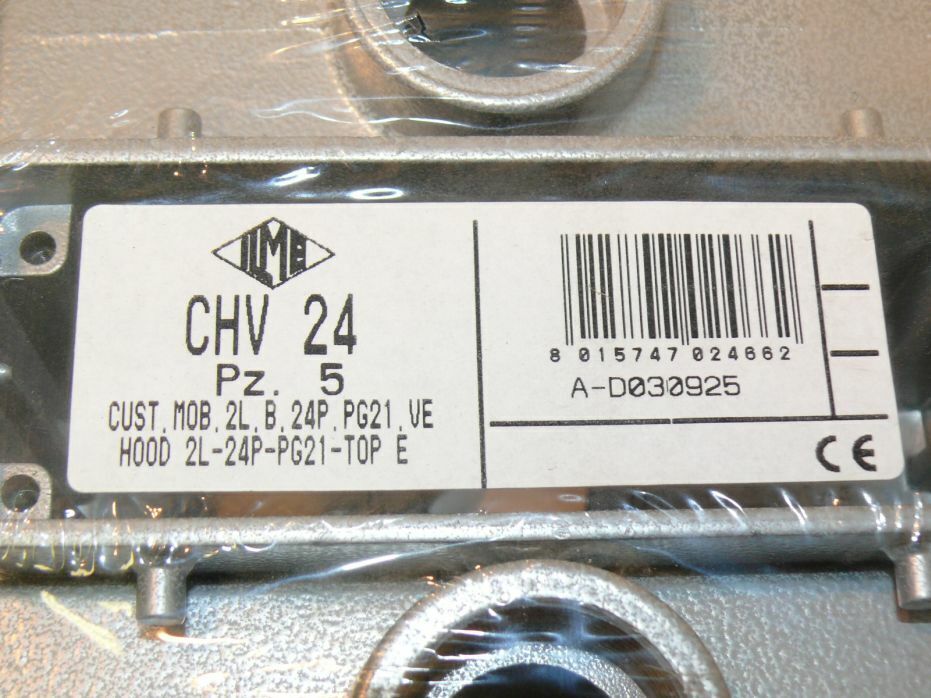 ILME
CHV 24
Pz. 5
CUST.MOB.2L.B.24P.PG21.VE
HOOD 2L-24P-PG21-TOP E
8 015747 024662
A-D030925
CE